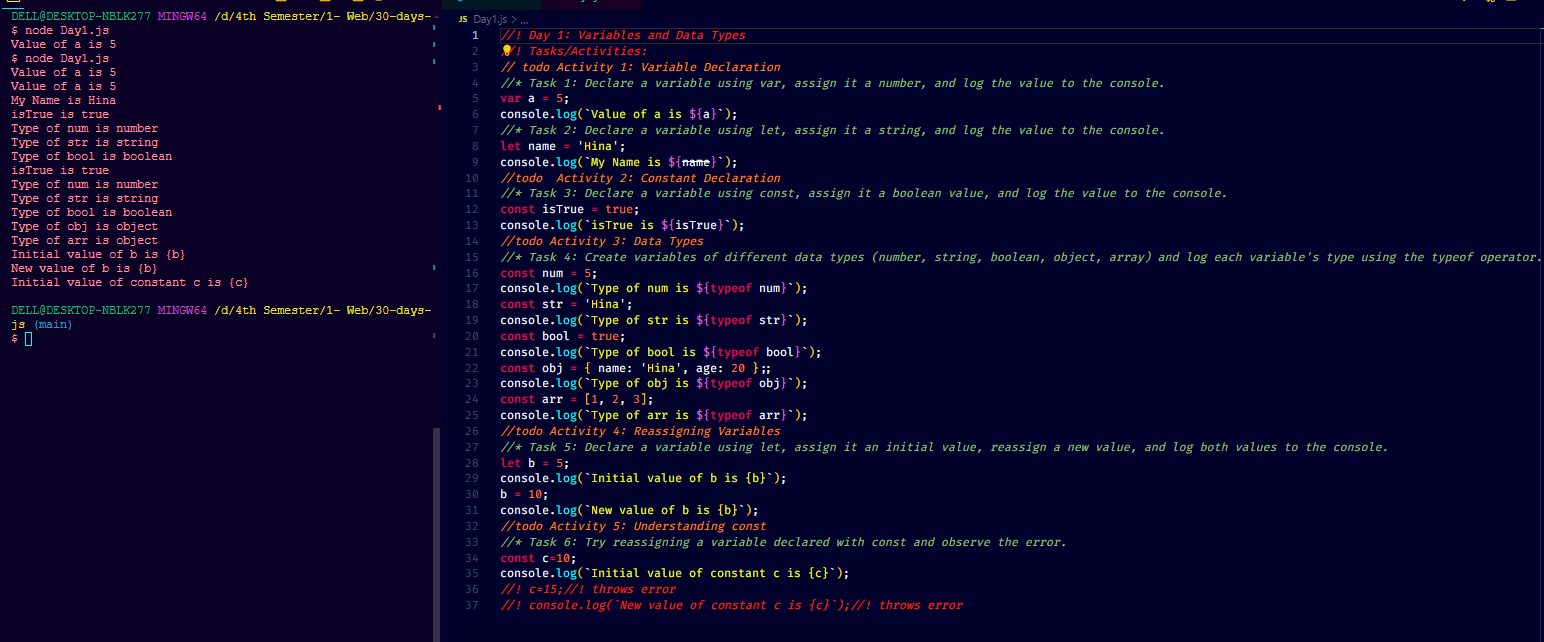 DELL@DESKTOP-NBLK277 MINGW64 /d/4th Semester/1- Web/30-days-
$ node Day1.js
Value of a is 5
$ node Day1.js
Value of a is 5
Value of a is 5
My Name is Hina
isTrue is true
Type of num is number
Type of str is string
Type of bool is boolean
isTrue is true
Type of num is number
Type of str is string
Type of bool is boolean
Type of obj is object
Type of arr is object
Initial value of b is {b}
New value of b is {b}
Initial value of constant c is {c}
DELL@DESKTOP-NBLK277 MINGW64 /d/4th Semester/1- Web/30-days-
js (main)
$
JS Day1.js > ...
1 //! Day 1: Variables and Data Types
2 //! Tasks/Activities:
3 // todo Activity 1: Variable Declaration
4 //* Task 1: Declare a variable using var, assign it a number, and log the value to the console.
5 var a = 5;
6 console.log(`Value of a is ${a}`);
7 //* Task 2: Declare a variable using let, assign it a string, and log the value to the console.
8 let name = 'Hina';
9 console.log(`My Name is ${name}`);
10 //todo  Activity 2: Constant Declaration
11 //* Task 3: Declare a variable using const, assign it a boolean value, and log the value to the console.
12 const isTrue = true;
13 console.log(`isTrue is ${isTrue}`);
14 //todo Activity 3: Data Types
15 //* Task 4: Create variables of different data types (number, string, boolean, object, array) and log each variable's type using the typeof operator.
16 const num = 5;
17 console.log(`Type of num is ${typeof num}`);
18 const str = 'Hina';
19 console.log(`Type of str is ${typeof str}`);
20 const bool = true;
21 console.log(`Type of bool is ${typeof bool}`);
22 const obj = { name: 'Hina', age: 20 };;
23 console.log(`Type of obj is ${typeof obj}`);
24 const arr = [1, 2, 3];
25 console.log(`Type of arr is ${typeof arr}`);
26 //todo Activity 4: Reassigning Variables
27 //* Task 5: Declare a variable using let, assign it an initial value, reassign a new value, and log both values to the console.
28 let b = 5;
29 console.log(`Initial value of b is {b}`);
30 b = 10;
31 console.log(`New value of b is {b}`);
32 //todo Activity 5: Understanding const
33 //* Task 6: Try reassigning a variable declared with const and observe the error.
34 const c=10;
35 console.log(`Initial value of constant c is {c}`);
36 //! c=15;//! throws error
37 //! console.log(`New value of constant c is {c}`);//! throws error